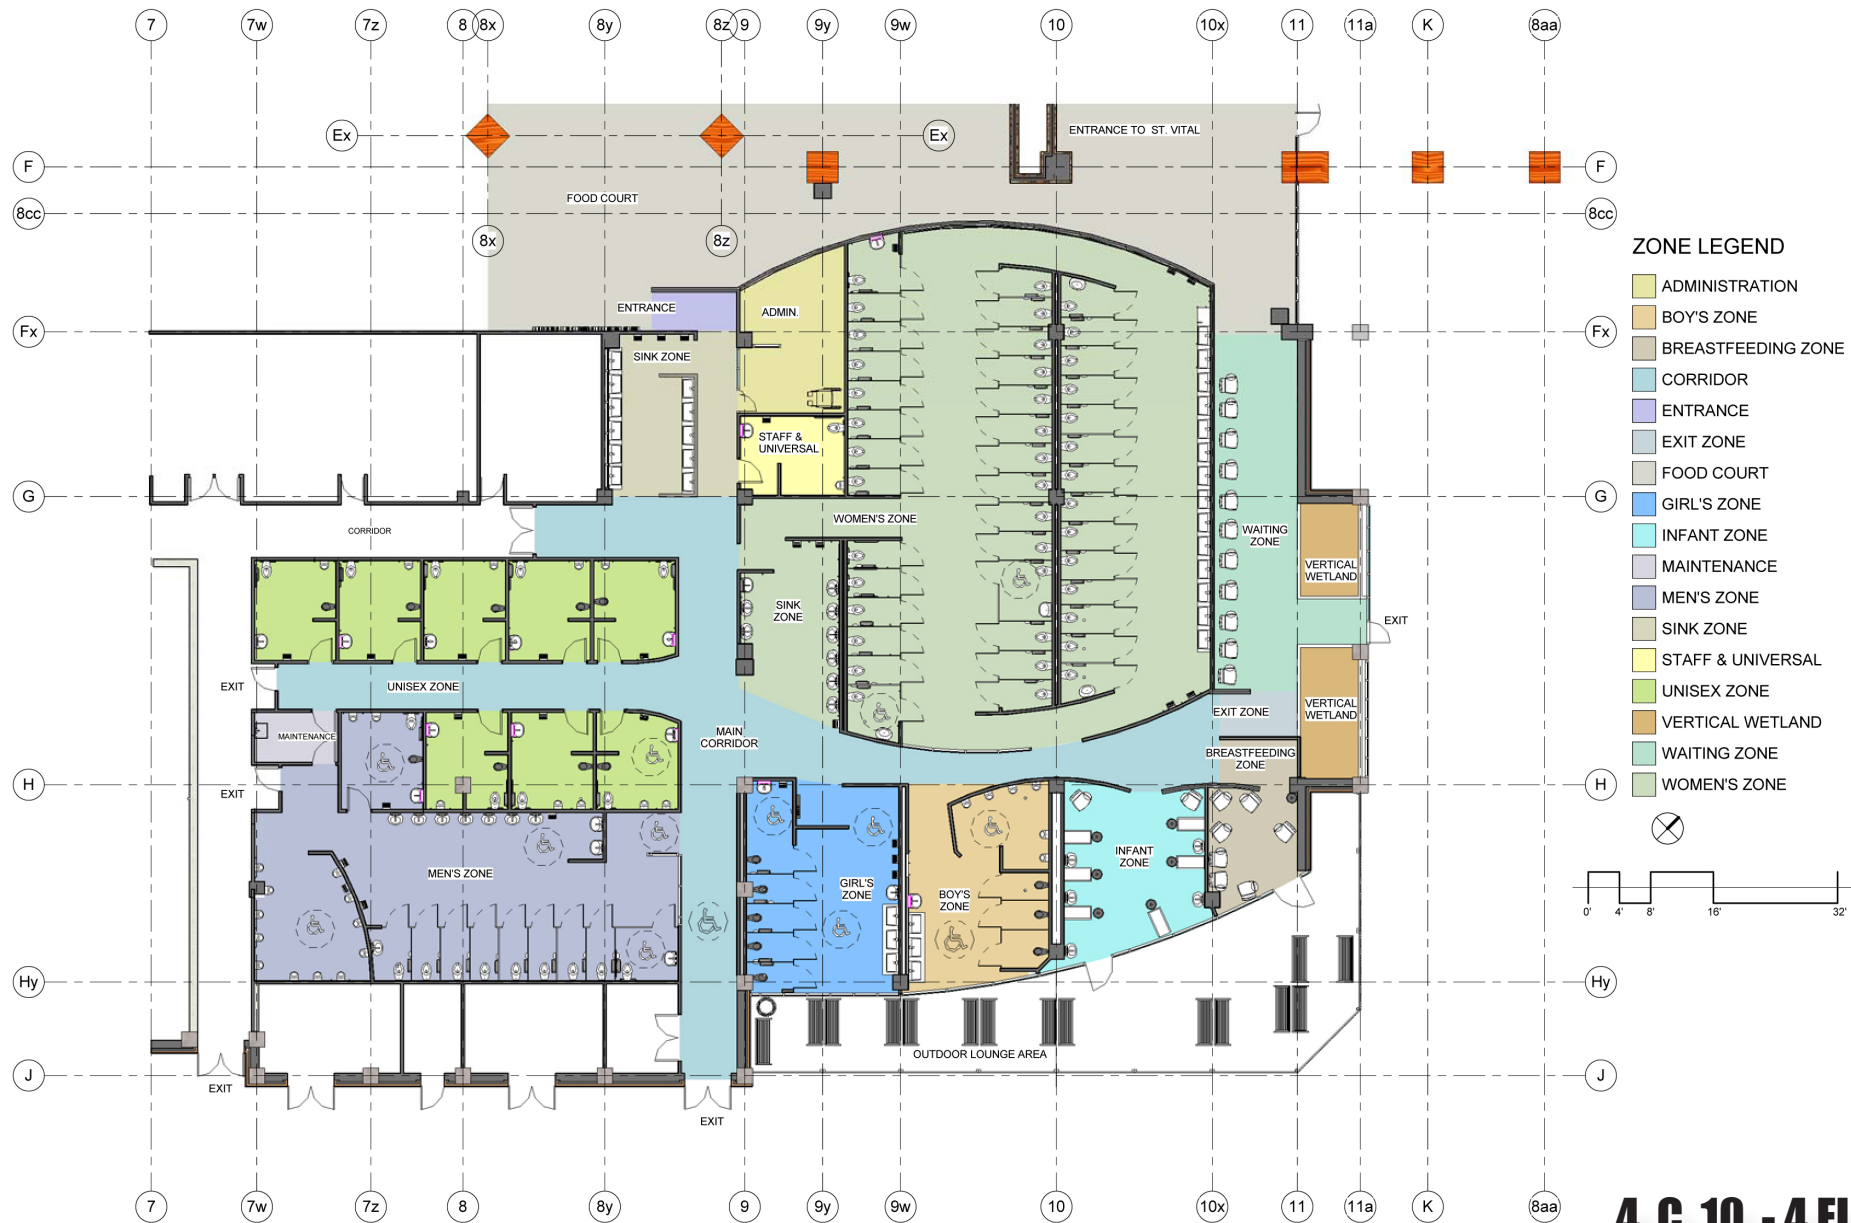 7 7w 7z 8 8x 8y 8z 9 9y 9w 10 10x 11 11a K 8aa
Ex Ex
ENTRANCE TO ST. VITAL
F F
FOOD COURT
8cc 8cc
8x 8z
ZONE LEGEND
ADMINISTRATION
BOY'S ZONE
BREASTFEEDING ZONE
CORRIDOR
ENTRANCE
EXIT ZONE
FOOD COURT
GIRL'S ZONE
INFANT ZONE
MAINTENANCE
MEN'S ZONE
SINK ZONE
STAFF & UNIVERSAL
UNISEX ZONE
VERTICAL WETLAND
WAITING ZONE
WOMEN'S ZONE
ENTRANCE
ADMIN.
Fx Fx
SINK ZONE
STAFF &
UNIVERSAL
G G
WOMEN'S ZONE
CORRIDOR
WAITING
ZONE
VERTICAL
WETLAND
SINK
ZONE
EXIT
EXIT
UNISEX ZONE
VERTICAL
WETLAND
EXIT ZONE
MAINTENANCE
MAIN
CORRIDOR
BREASTFEEDING
ZONE
H H
EXIT
INFANT
ZONE
MEN'S ZONE
GIRL'S
ZONE
BOY'S
ZONE
0' 4' 8' 16' 32'
Hy Hy
OUTDOOR LOUNGE AREA
J J
EXIT
EXIT
7 7w 7z 8 8y 9 9y 9w 10 10x 11 11a K 8aa